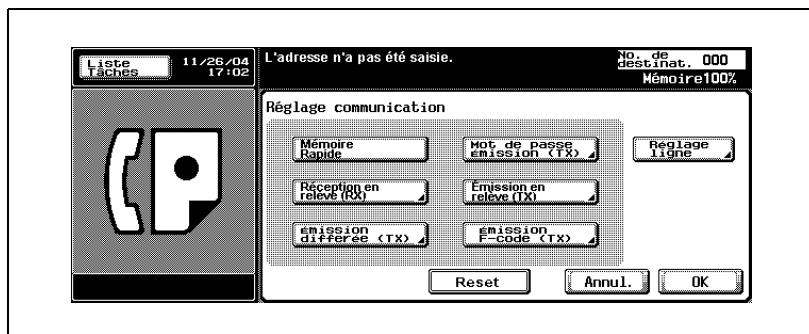 Liste
Tâches
11/26/04
17:02
L'adresse n'a pas été saisie.
No. de
destinat. 000
Mémoire100%
Réglage communication
Mémoire
Rapide
Mot de passe
émission (TX)
Réglage
ligne
Réception en
relève (RX)
Émission en
relève (TX)
émission
différée (TX)
émission
F-code (TX)
Reset
Annul.
OK